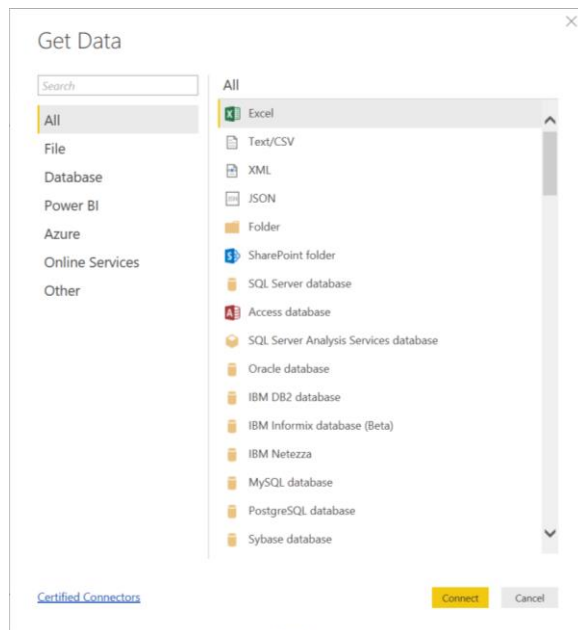 Get Data
Search
All
File
Database
Power BI
Azure
Online Services
Other
All
Excel
Text/CSV
XML
JSON
Folder
SharePoint folder
SQL Server database
Access database
SQL Server Analysis Services database
Oracle database
IBM DB2 database
IBM Informix database (Beta)
IBM Netezza
MySQL database
PostgreSQL database
Sybase database
Certified Connectors
Connect
Cancel